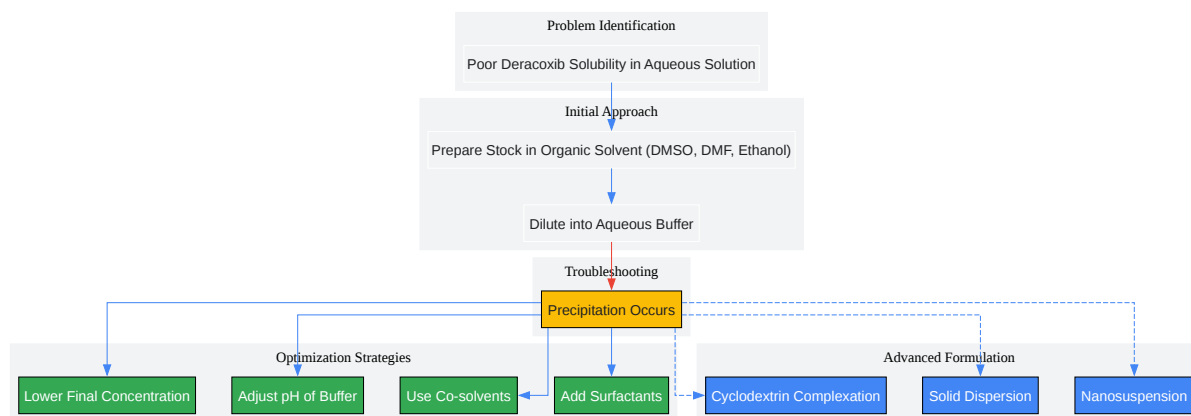 Problem Identification
Poor Deracoxib Solubility in Aqueous Solution
Initial Approach
Prepare Stock in Organic Solvent (DMSO, DMF, Ethanol)
Dilute into Aqueous Buffer
Troubleshooting
Precipitation Occurs
Optimization Strategies
Advanced Formulation
Lower Final Concentration
Adjust pH of Buffer
Use Co-solvents
Add Surfactants
Cyclodextrin Complexation
Solid Dispersion
Nanosuspension